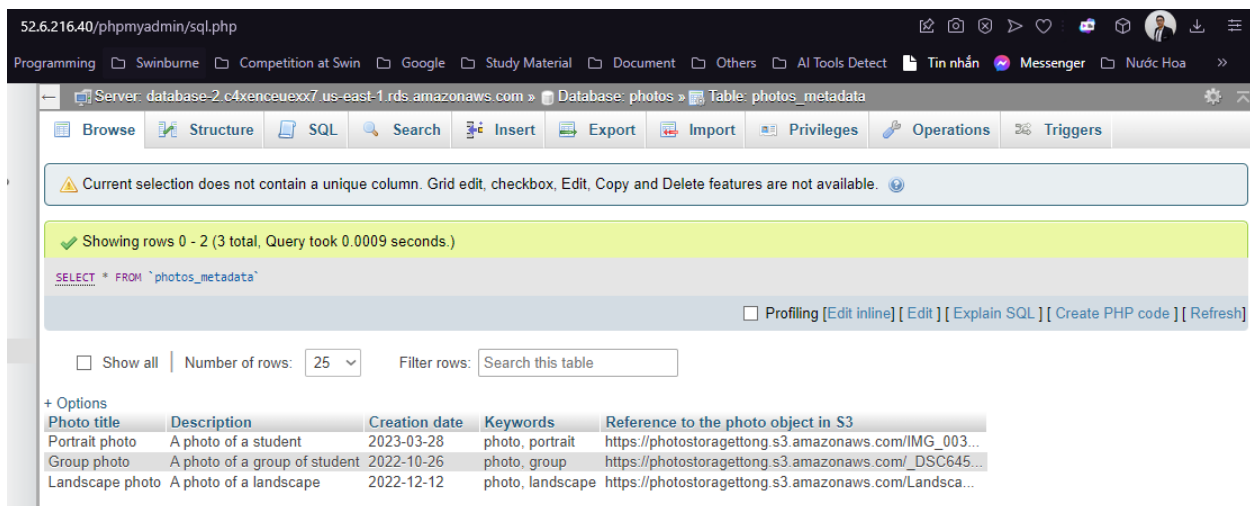 52.6.216.40/phpmyadmin/sql.php
Programming Swinburne Competition at Swin Google Study Material Document Others AI Tools Detect Tin nhắn Messenger Nước Hoa »
← Server: database-2.c4xenceuexx7.us-east-1.rds.amazonaws.com » Database: photos » Table: photos_metadata
Browse Structure SQL Search Insert Export Import Privileges Operations Triggers
Current selection does not contain a unique column. Grid edit, checkbox, Edit, Copy and Delete features are not available.
Showing rows 0 - 2 (3 total, Query took 0.0009 seconds.)
SELECT * FROM `photos_metadata`
Profiling [Edit inline] [ Edit ] [ Explain SQL ] [ Create PHP code ] [ Refresh]
Show all | Number of rows: 25 Filter rows: Search this table
+ Options
Photo title Description Creation date Keywords Reference to the photo object in S3
Portrait photo A photo of a student 2023-03-28 photo, portrait https://photostoragettong.s3.amazonaws.com/IMG_003...
Group photo A photo of a group of student 2022-10-26 photo, group https://photostoragettong.s3.amazonaws.com/_DSC645...
Landscape photo A photo of a landscape 2022-12-12 photo, landscape https://photostoragettong.s3.amazonaws.com/Landsca...